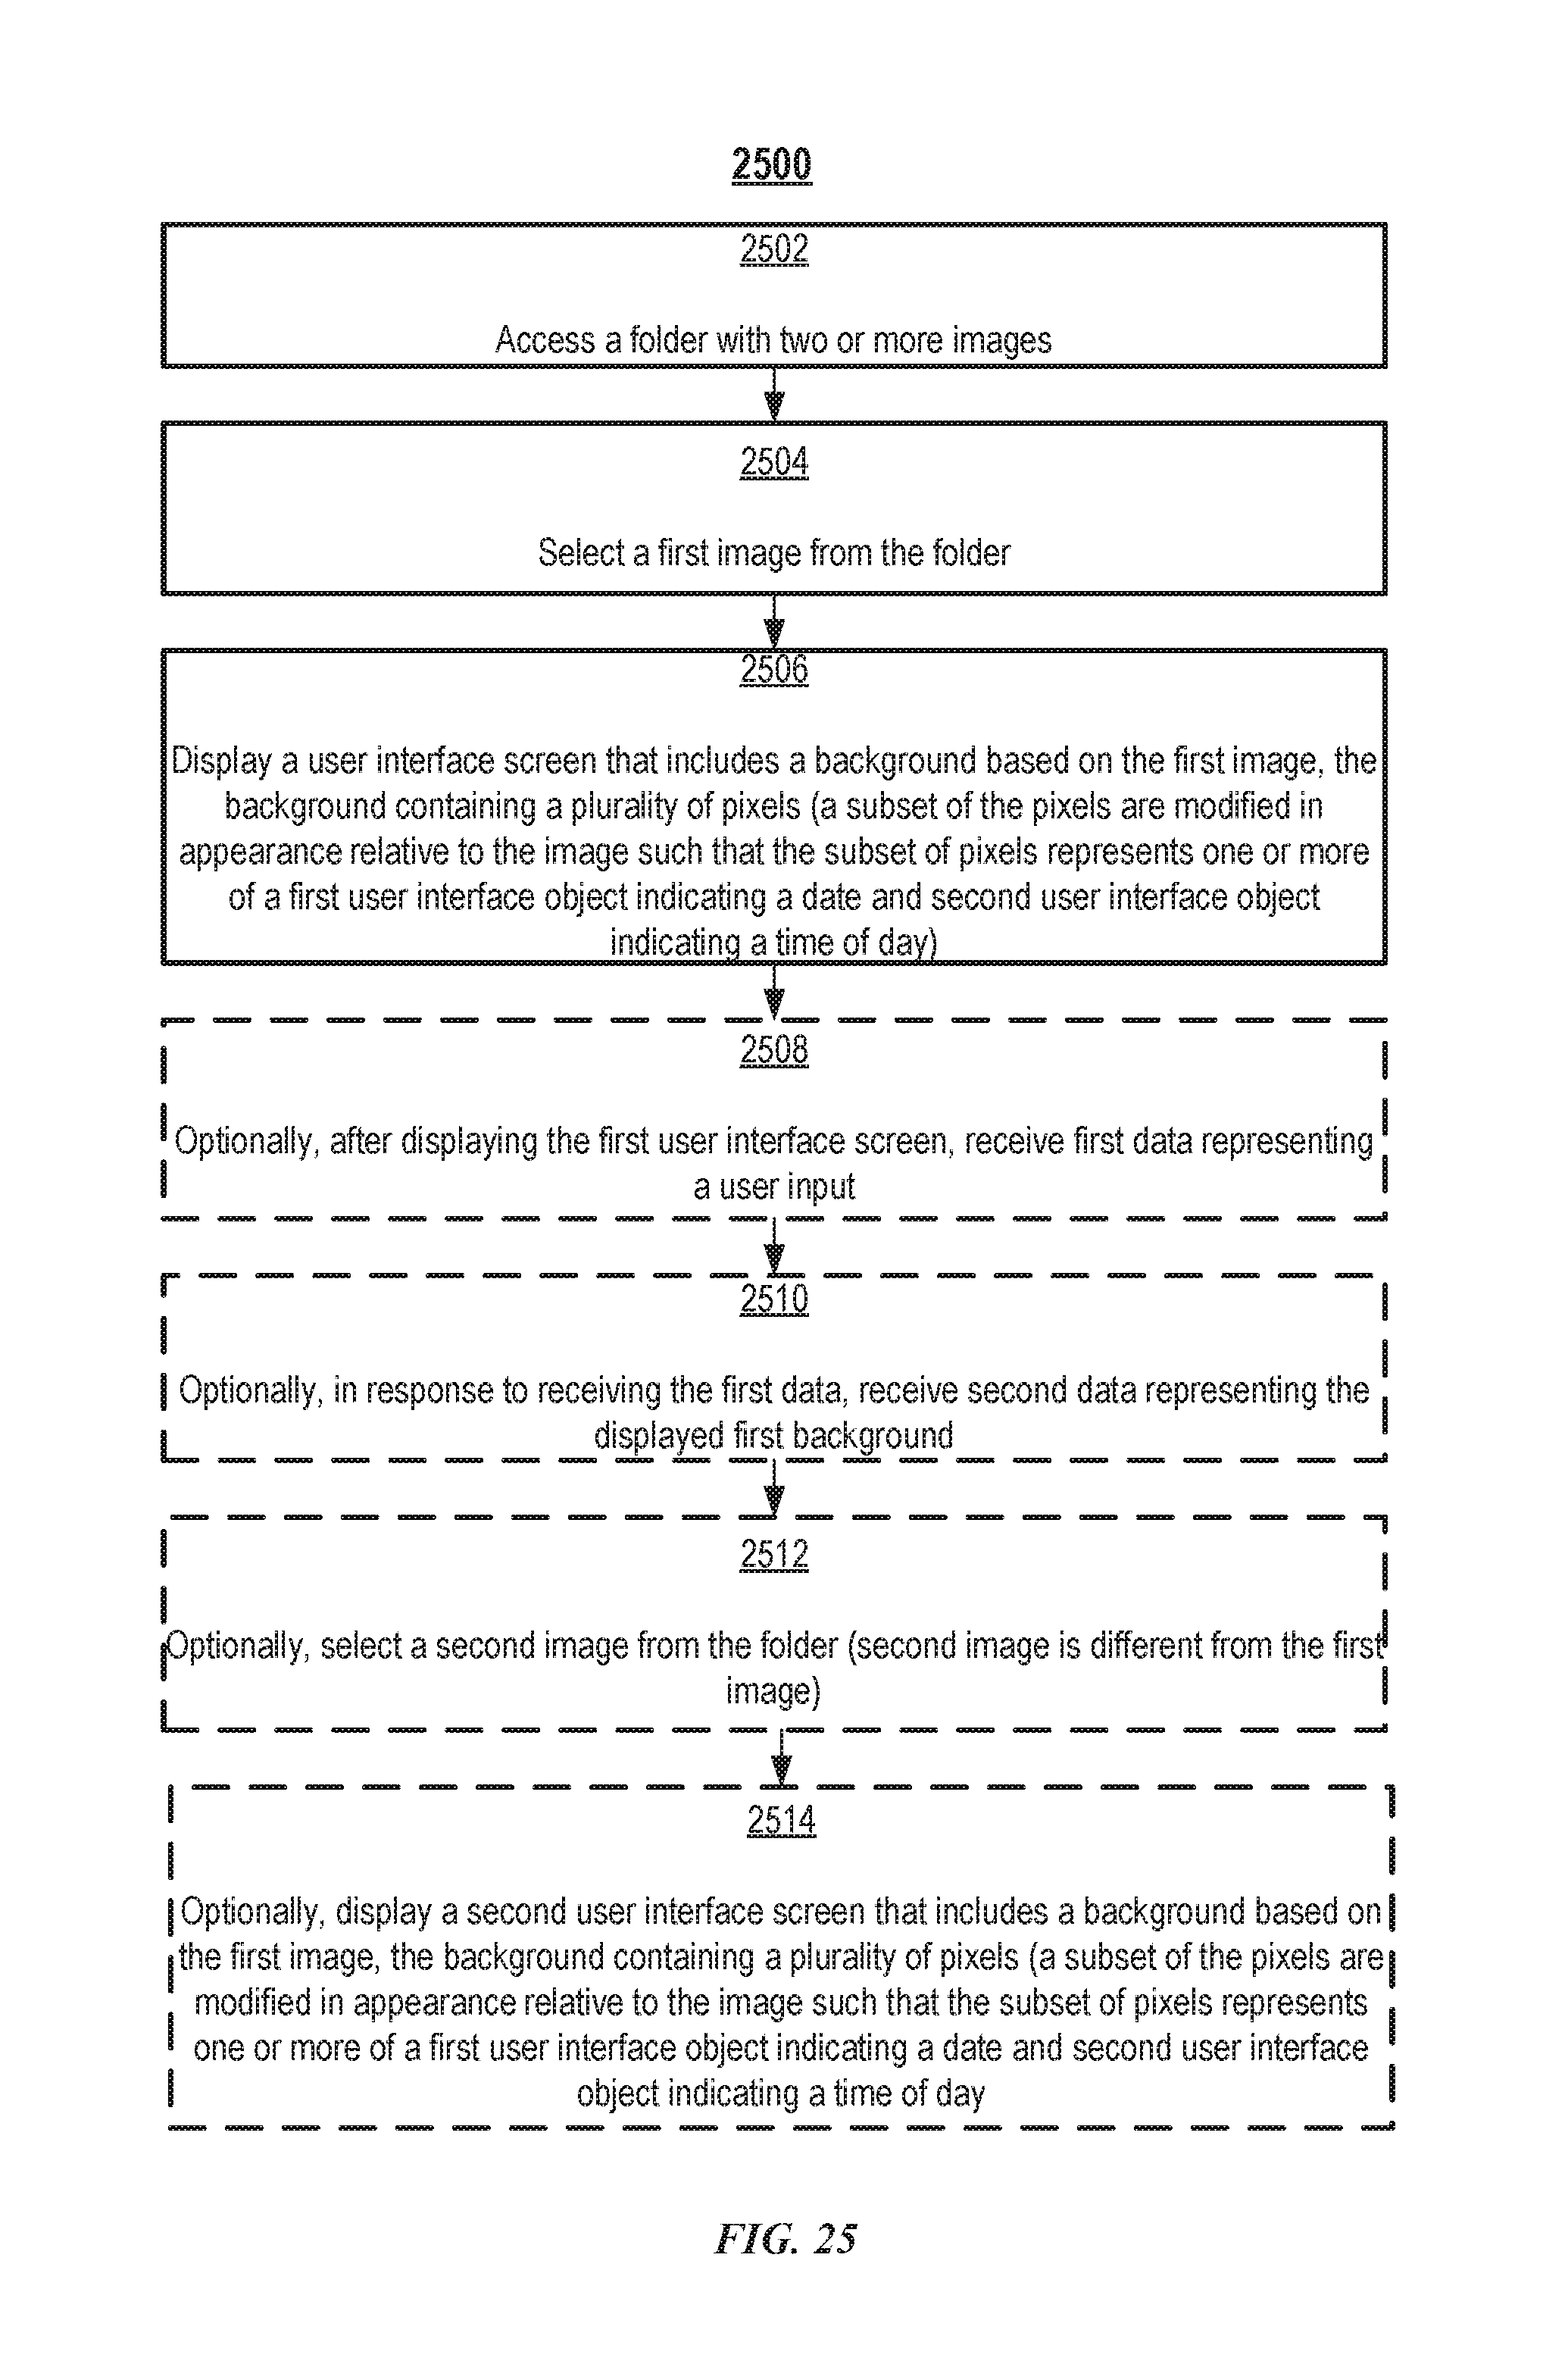 2500
2502
Access a folder with two or more images
2504
Select a first image from the folder
2506
Display a user interface screen that includes a background based on the first image, the
background containing a plurality of pixels (a subset of the pixels are modified in
appearance relative to the image such that the subset of pixels represents one or more
of a first user interface object indicating a date and second user interface object
indicating a time of day)
2508
Optionally, after displaying the first user interface screen, receive first data representing
a user input
2510
Optionally, in response to receiving the first data, receive second data representing the
displayed first background
2512
Optionally, select a second image from the folder (second image is different from the first
image)
2514
Optionally, display a second user interface screen that includes a background based on
the first image, the background containing a plurality of pixels (a subset of the pixels are
modified in appearance relative to the image such that the subset of pixels represents
one or more of a first user interface object indicating a date and second user interface
object indicating a time of day
FIG. 25